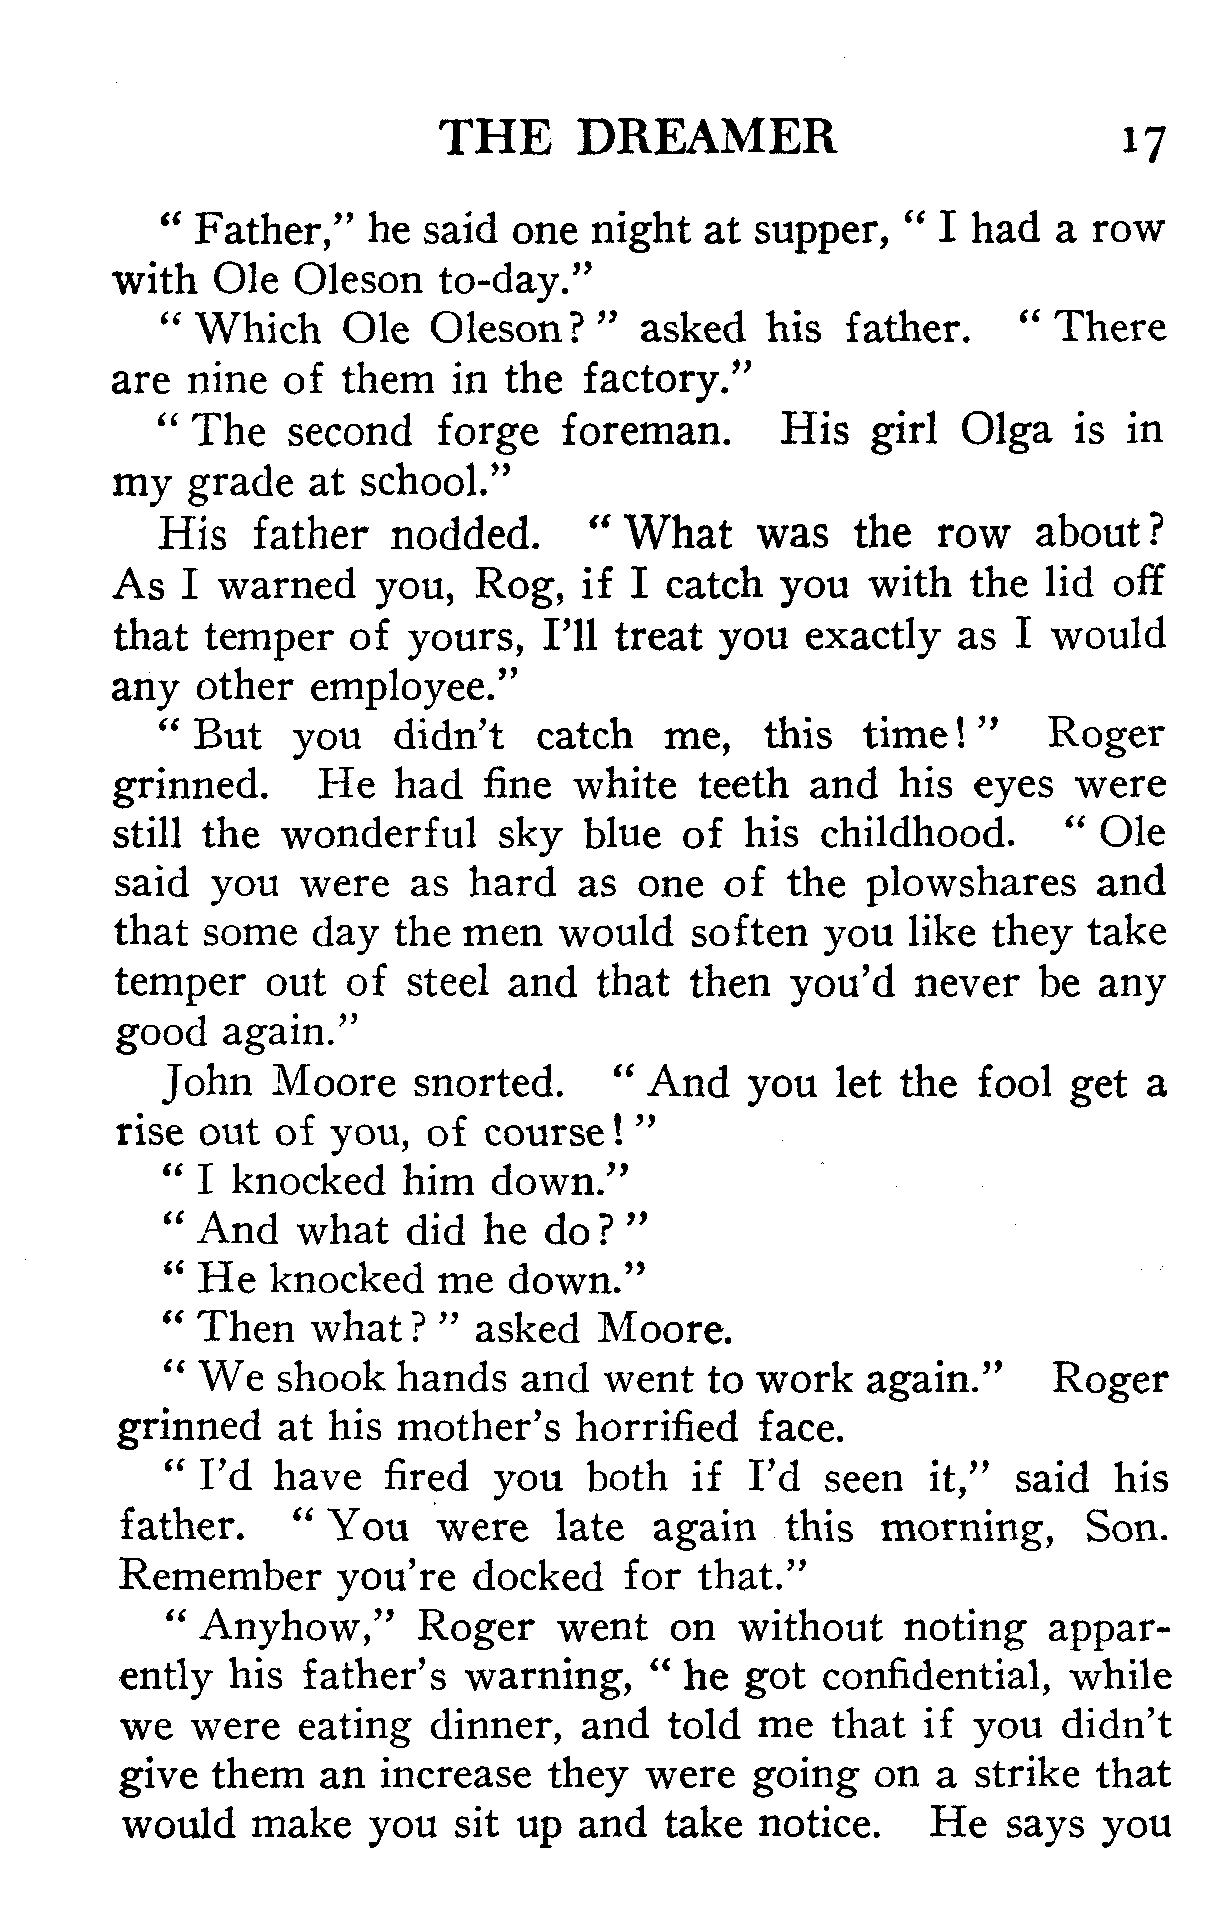 THE DREAMER 17
" Father," he said one night at supper, " I had a row
with Ole Oleson to-day."
" Which Ole Oleson? " asked his father. " There
are nine of them in the factory."
" The second forge foreman. His girl Olga is in
my grade at school."
His father nodded. " What was the row about?
As I warned you, Rog, if I catch you with the lid off
that temper of yours, I'll treat you exactly as I would
any other employee."
" But you didn't catch me, this time! " Roger
grinned. He had fine white teeth and his eyes were
still the wonderful sky blue of his childhood. " Ole
said you were as hard as one of the plowshares and
that some day the men would soften you like they take
temper out of steel and that then you'd never be any
good again."
John Moore snorted. " And you let the fool get a
rise out of you, of course! "
" I knocked him down."
" And what did he do? "
" He knocked me down."
" Then what? " asked Moore.
" We shook hands and went to work again." Roger
grinned at his mother's horrified face.
" I'd have fired you both if I'd seen it," said his
father. " You were late again this morning, Son.
Remember you're docked for that."
" Anyhow," Roger went on without noting appar-
ently his father's warning, " he got confidential, while
we were eating dinner, and told me that if you didn't
give them an increase they were going on a strike that
would make you sit up and take notice. He says you